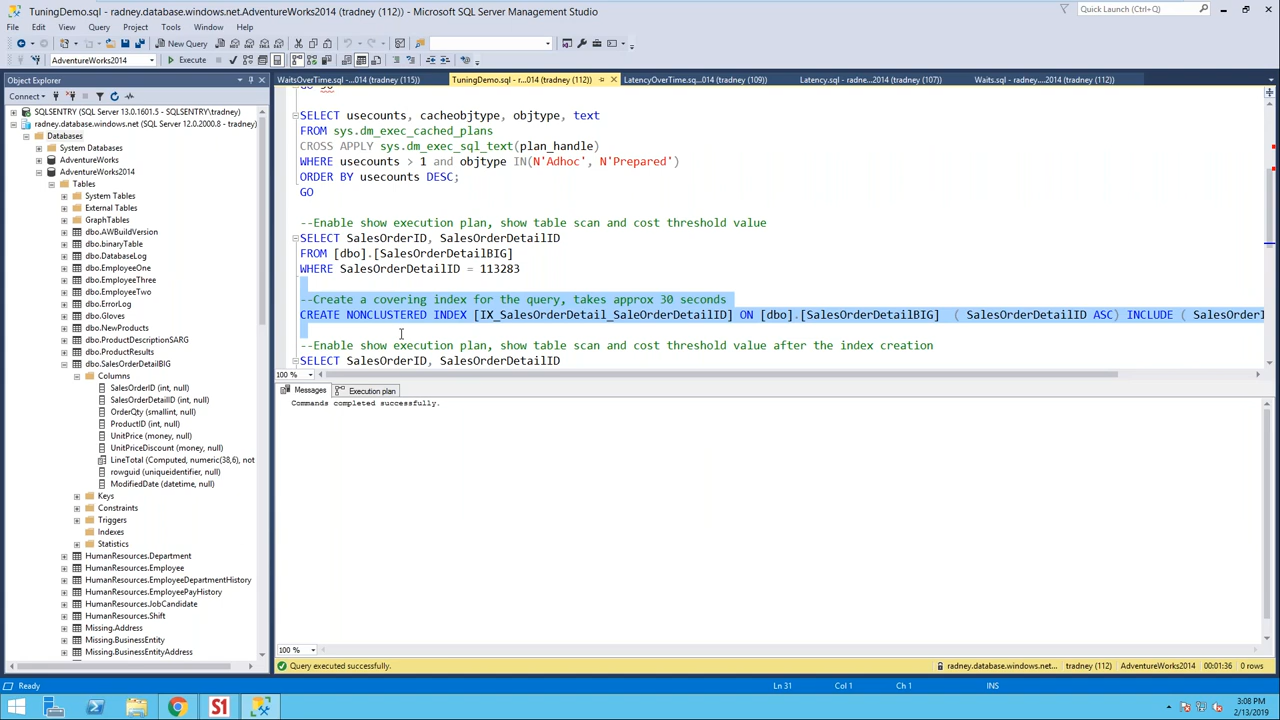 TuningDemo.sql - radney.database.windows.net.AdventureWorks2014 (tradney (112)) - Microsoft SQL Server Management Studio
Quick Launch (Ctrl+Q)
File Edit View Query Project Tools Window Help
New Query
AdventureWorks2014
Execute
Object Explorer
WaitsOverTime.sql -...014 (tradney (115))
TuningDemo.sql - r...014 (tradney (112))
LatencyOverTime.sq...014 (tradney (109))
Latency.sql - radne...2014 (tradney (107))
Waits.sql - radney....2014 (tradney (112))
Connect
SQLSENTRY (SQL Server 13.0.1601.5 - SQLSENTRY\tradney)
radney.database.windows.net (SQL Server 12.0.2000.8 - tradney)
Databases
System Databases
AdventureWorks
AdventureWorks2014
Tables
System Tables
External Tables
GraphTables
dbo.AWBuildVersion
dbo.binaryTable
dbo.DatabaseLog
dbo.EmployeeOne
dbo.EmployeeThree
dbo.EmployeeTwo
dbo.ErrorLog
dbo.Gloves
dbo.NewProducts
dbo.ProductDescriptionSARG
dbo.ProductResults
dbo.SalesOrderDetailBIG
Columns
SalesOrderID (int, null)
SalesOrderDetailID (int, null)
OrderQty (smallint, null)
ProductID (int, null)
UnitPrice (money, null)
UnitPriceDiscount (money, null)
LineTotal (Computed, numeric(38,6), not
rowguid (uniqueidentifier, null)
ModifiedDate (datetime, null)
Keys
Constraints
Triggers
Indexes
Statistics
HumanResources.Department
HumanResources.Employee
HumanResources.EmployeeDepartmentHistory
HumanResources.EmployeePayHistory
HumanResources.JobCandidate
HumanResources.Shift
Missing.Address
Missing.BusinessEntity
Missing.BusinessEntityAddress
SELECT usecounts, cacheobjtype, objtype, text
FROM sys.dm_exec_cached_plans
CROSS APPLY sys.dm_exec_sql_text(plan_handle)
WHERE usecounts > 1 and objtype IN(N'Adhoc', N'Prepared')
ORDER BY usecounts DESC;
GO
--Enable show execution plan, show table scan and cost threshold value
SELECT SalesOrderID, SalesOrderDetailID
FROM [dbo].[SalesOrderDetailBIG]
WHERE SalesOrderDetailID = 113283
--Create a covering index for the query, takes approx 30 seconds
CREATE NONCLUSTERED INDEX [IX_SalesOrderDetail_SaleOrderDetailID] ON [dbo].[SalesOrderDetailBIG] ( SalesOrderDetailID ASC) INCLUDE ( SalesOrderI
--Enable show execution plan, show table scan and cost threshold value after the index creation
SELECT SalesOrderID, SalesOrderDetailID
100 %
Messages Execution plan
Commands completed successfully.
100 %
Query executed successfully.
radney.database.windows.net... tradney (112) AdventureWorks2014 00:01:36 0 rows
Ready Ln 31 Col 1 Ch 1 INS
S1
3:08 PM
2/13/2019